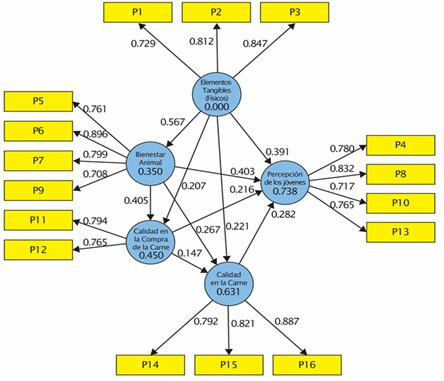 P1
P2
P3
0.729
0.812
0.847
Elementos
Tangibles
(Físicos)
0.000
P5
P6
P7
P9
0.761
0.896
0.799
0.708
0.567
0.391
Bienestar
Animal
0.350
0.403
0.207
0.216
Percepción
de los jóvenes
0.738
0.780
0.832
0.717
0.765
P4
P8
P10
P13
P11
P12
0.794
0.765
0.405
Calidad en
la Compra
de la Carne
0.450
0.267
0.221
0.282
0.147
Calidad
en la Carne
0.631
0.792
0.821
0.887
P14
P15
P16